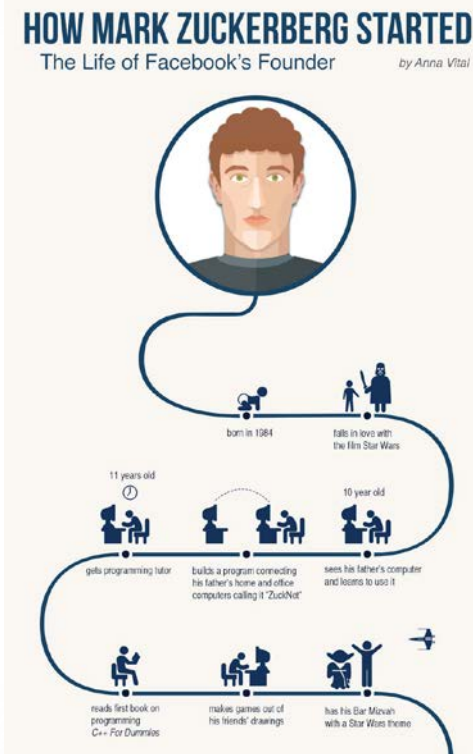 HOW MARK ZUCKERBERG STARTED
The Life of Facebook's Founder
by Anna Vital
born in 1984
falls in love with
the film Star Wars
10 year old
sees his father's computer
and learns to use it
builds a program connecting
his father's home and office
computers calling it "ZuckNet"
11 years old
gets programming tutor
reads first book on
programming
C++ For Dummies
makes games out of
his friends' drawings
has his Bar Mizvah
with a Star Wars theme